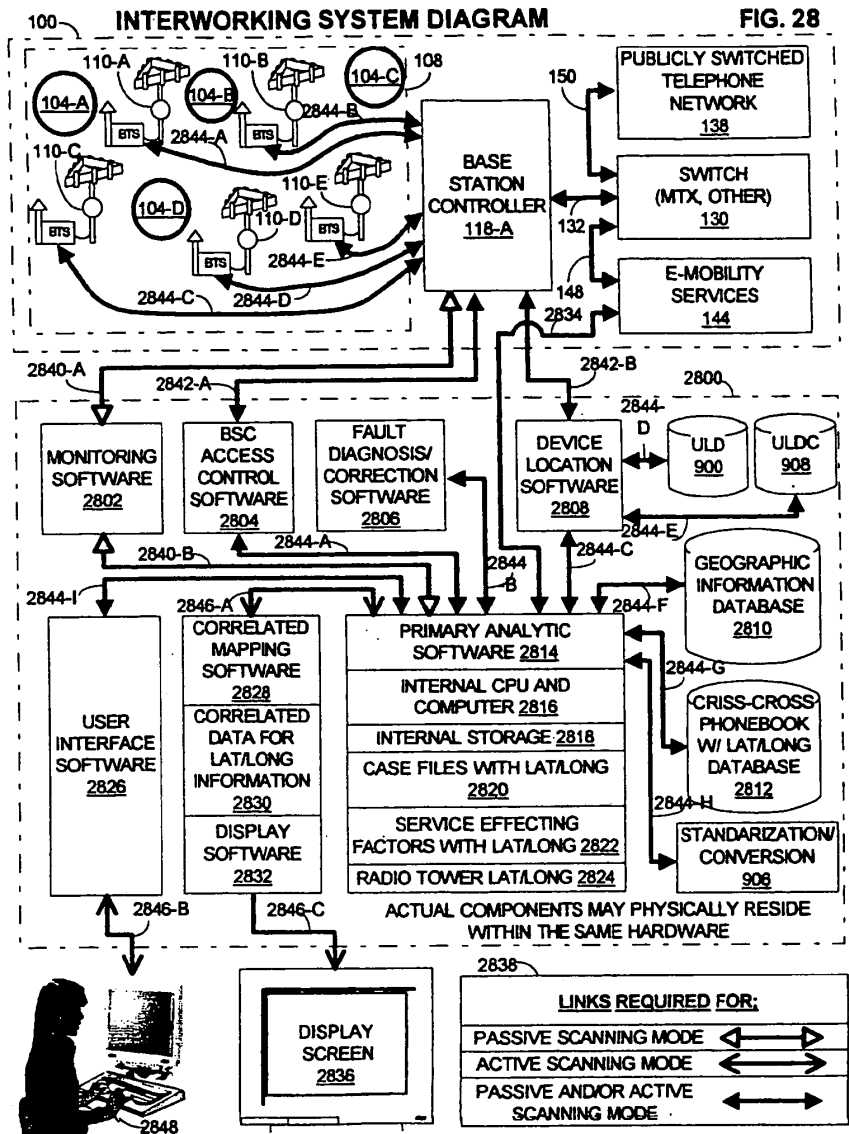 INTERWORKING SYSTEM DIAGRAM
FIG. 28
100
110-A
110-B
104-C
108
104-A
104-B
2844-B
BTS
BTS
2844-A
110-C
110-E
104-D
110-D
BTS
BTS
BTS
2844-E
2844-C
2844-D
BASE
STATION
CONTROLLER
118-A
150
132
148
2834
PUBLICLY SWITCHED
TELEPHONE
NETWORK
138
SWITCH
(MTX, OTHER)
130
E-MOBILITY
SERVICES
144
2840-A
2842-A
2842-B
2800
MONITORING
SOFTWARE
2802
BSC
ACCESS
CONTROL
SOFTWARE
2804
FAULT
DIAGNOSIS/
CORRECTION
SOFTWARE
2806
DEVICE
LOCATION
SOFTWARE
2808
2844-
D
ULD
900
ULDC
908
2844-E
2840-B
2844-A
2844
B
2844-C
2844-I
2846-A
2844-F
GEOGRAPHIC
INFORMATION
DATABASE
2810
USER
INTERFACE
SOFTWARE
2826
CORRELATED
MAPPING
SOFTWARE
2828
CORRELATED
DATA FOR
LAT/LONG
INFORMATION
2830
DISPLAY
SOFTWARE
2832
PRIMARY ANALYTIC
SOFTWARE 2814
INTERNAL CPU AND
COMPUTER 2816
INTERNAL STORAGE 2818
CASE FILES WITH LAT/LONG
2820
SERVICE EFFECTING
FACTORS WITH LAT/LONG 2822
RADIO TOWER LAT/LONG 2824
2844-G
CRISS-CROSS
PHONEBOOK
W/ LAT/LONG
DATABASE
2812
2844-H
STANDARIZATION/
CONVERSION
906
2846-B
2846-C
ACTUAL COMPONENTS MAY PHYSICALLY RESIDE
WITHIN THE SAME HARDWARE
2848
DISPLAY
SCREEN
2836
2838
LINKS REQUIRED FOR;
PASSIVE SCANNING MODE
ACTIVE SCANNING MODE
PASSIVE AND/OR ACTIVE
SCANNING MODE